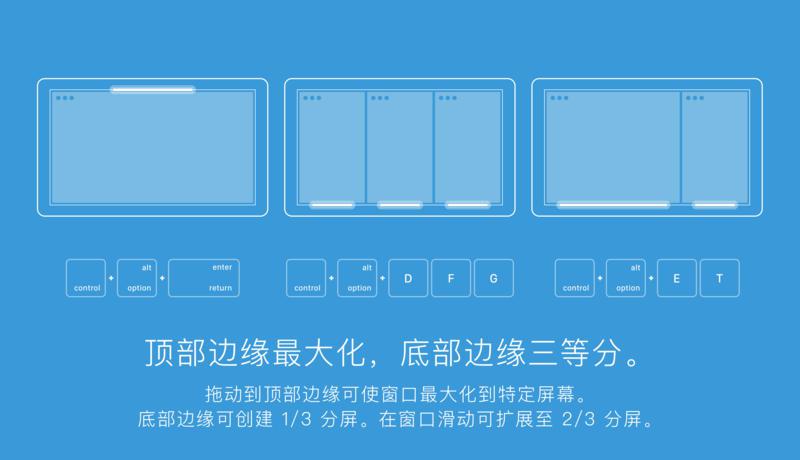 control + alt option + enter return
control + alt option + D F G
control + alt option + E T
顶部边缘最大化，底部边缘三等分。
拖动到顶部边缘可使窗口最大化到特定屏幕。
底部边缘可创建 1/3 分屏。在窗口滑动可扩展至 2/3 分屏。